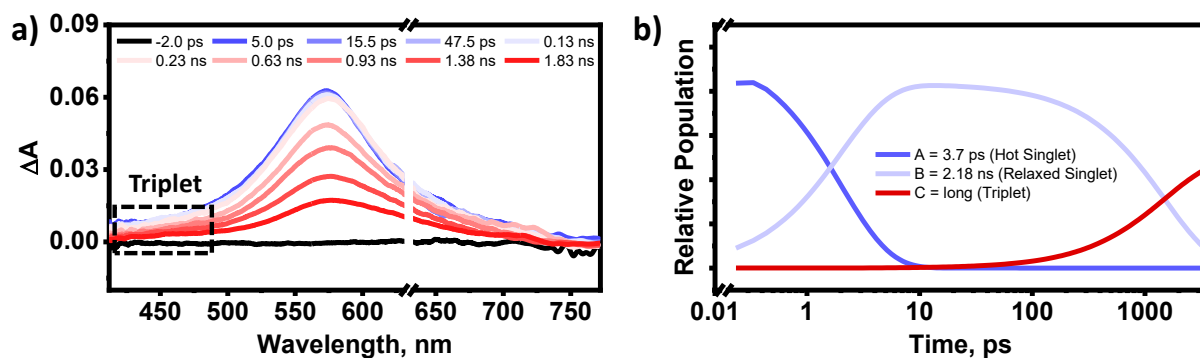 a)
0.09
0.06
0.03
0.00
ΔA
-2.0 ps 5.0 ps 15.5 ps 47.5 ps 0.13 ns
0.23 ns 0.63 ns 0.93 ns 1.38 ns 1.83 ns
Triplet
450 500 550 600 650 700 750
Wavelength, nm
b)
Relative Population
A = 3.7 ps (Hot Singlet)
B = 2.18 ns (Relaxed Singlet)
C = long (Triplet)
0.01 1 10 100 1000
Time, ps